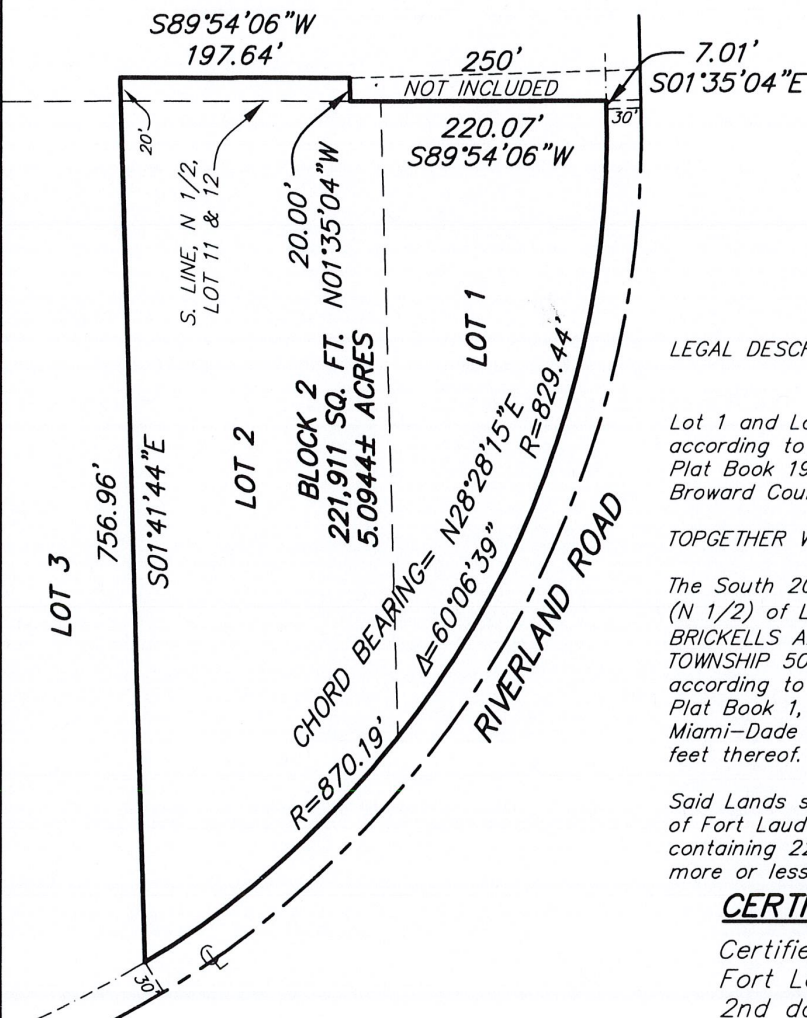 S89°54'06"W
197.64'
250'
NOT INCLUDED
7.01'
S01°35'04"E
30'
220.07'
S89°54'06"W
20'
S. LINE, N 1/2,
LOT 11 & 12
20.00'
N01°35'04"W
LOT 1
BLOCK 2
221,911 SQ. FT.
5.0944± ACRES
LOT 2
756.96'
S01°41'44"E
LOT 3
CHORD BEARING= N28°28'15"E
R=829.44'
Δ=60°06'39"
R=870.19'
RIVERLAND ROAD
30'
LEGAL DESCR
Lot 1 and Lo
according to
Plat Book 19
Broward Cou
TOPGETHER W
The South 20
(N 1/2) of L
BRICKELLS A
TOWNSHIP 50
according to
Plat Book 1,
Miami-Dade
feet thereof.
Said Lands s
of Fort Laud
containing 22
more or less
CERTI
Certifie
Fort La
2nd da